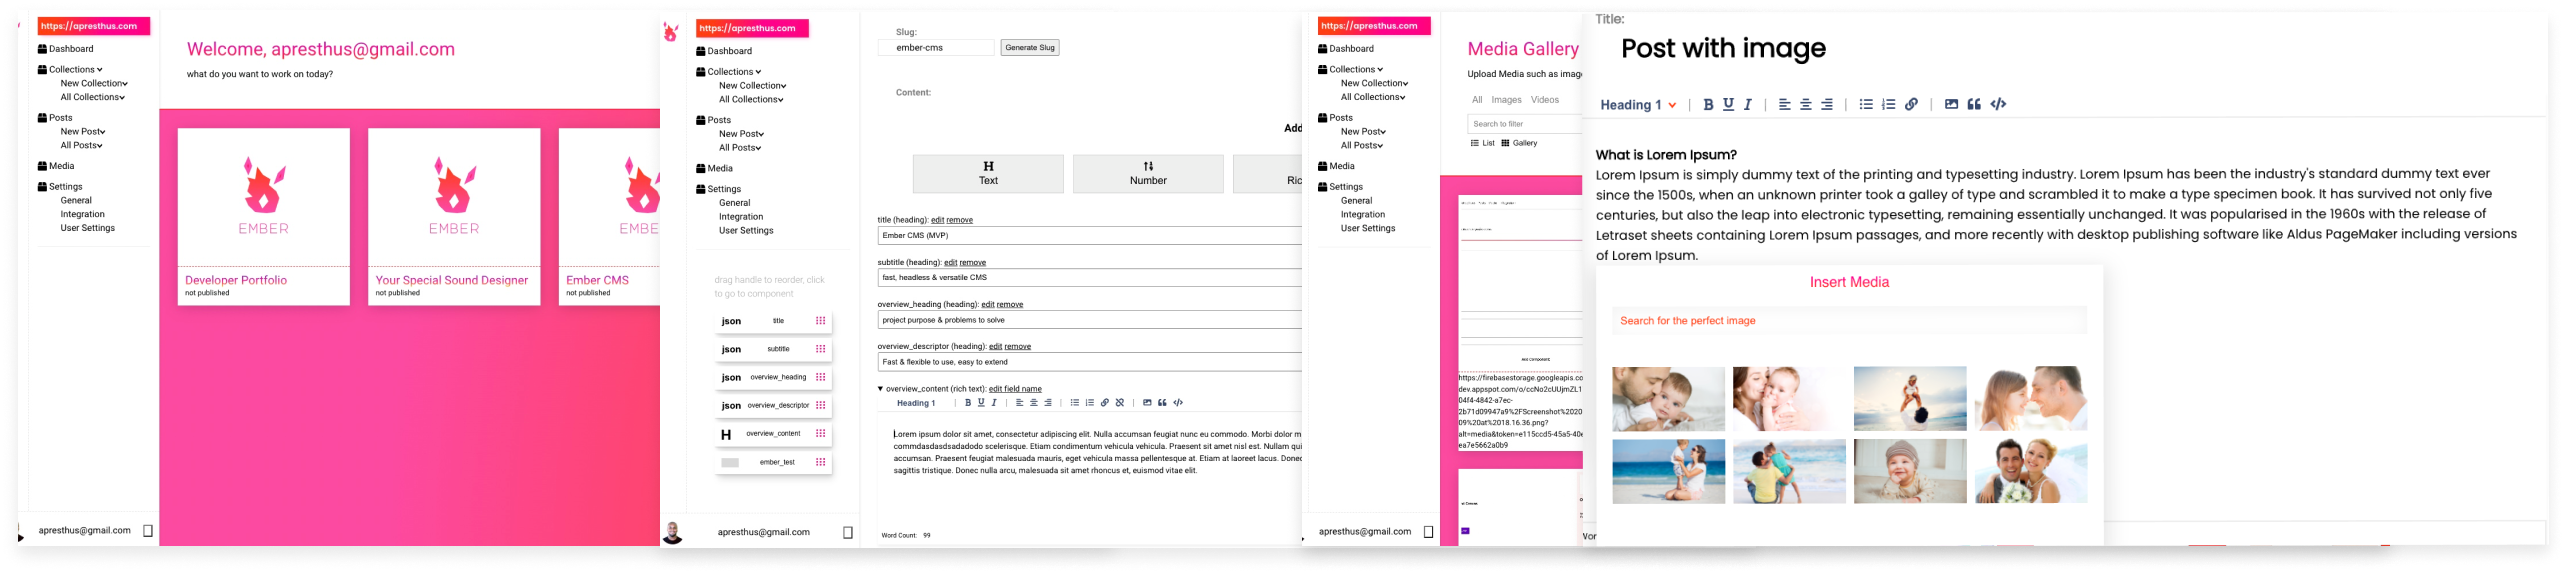 https://apresthus.com
Dashboard
Collections
New Collection
All Collections
Posts
New Post
All Posts
Media
Settings
General
Integration
User Settings
apresthus@gmail.com
Welcome, apresthus@gmail.com
what do you want to work on today?
EMBER
Developer Portfolio
not published
EMBER
Your Special Sound Designer
not published
EMBE
Ember CMS
not published
https://apresthus.com
Dashboard
Collections
New Collection
All Collections
Posts
New Post
All Posts
Media
Settings
General
Integration
User Settings
drag handle to reorder, click
to go to component
json title
json subtitle
json overview_heading
json overview_descriptor
H overview_content
ember_test
apresthus@gmail.com
Slug:
ember-cms Generate Slug
Content:
Add
H
Text
Number
Ric
title (heading): edit remove
Ember CMS (MVP)
subtitle (heading): edit remove
fast, headless & versatile CMS
overview_heading (heading): edit remove
project purpose & problems to solve
overview_descriptor (heading): edit remove
Fast & flexible to use, easy to extend
overview_content (rich text): edit field name
Heading 1 B U I
Lorem ipsum dolor sit amet, consectetur adipiscing elit. Nulla accumsan feugiat nunc eu commodo. Morbi dolor m
commdasdasdsadadodo scelerisque. Etiam condimentum vehicula vehicula. Praesent sit amet nisl est. Nullam qui
accumsan. Praesent feugiat malesuada mauris, eget vehicula massa pellentesque at. Etiam at laoreet lacus. Donec
sagittis tristique. Donec nulla arcu, malesuada sit amet rhoncus et, euismod vitae elit.
Word Count: 99
https://apresthus.com
Dashboard
Collections
New Collection
All Collections
Posts
New Post
All Posts
Media
Settings
General
Integration
User Settings
apresthus@gmail.com
Media Gallery
Upload Media such as imag
All Images Videos
Search to filter
List Gallery
Add Component:
https://firebasestorage.googleapis.co
dev.appspot.com/o/ccNo2cUUjmZL1
04f4-4842-a7ec-
2b71d09947a9%2FScreenshot%2020
09%20at%2018.16.36.png?
alt=media&token=e115ccd5-45a5-40e
ea7e5662a0b9
Title:
Post with image
Heading 1 B U I
What is Lorem Ipsum?
Lorem Ipsum is simply dummy text of the printing and typesetting industry. Lorem Ipsum has been the industry's standard dummy text ever
since the 1500s, when an unknown printer took a galley of type and scrambled it to make a type specimen book. It has survived not only five
centuries, but also the leap into electronic typesetting, remaining essentially unchanged. It was popularised in the 1960s with the release of
Letraset sheets containing Lorem Ipsum passages, and more recently with desktop publishing software like Aldus PageMaker including versions
of Lorem Ipsum.
Insert Media
Search for the perfect image
Wor